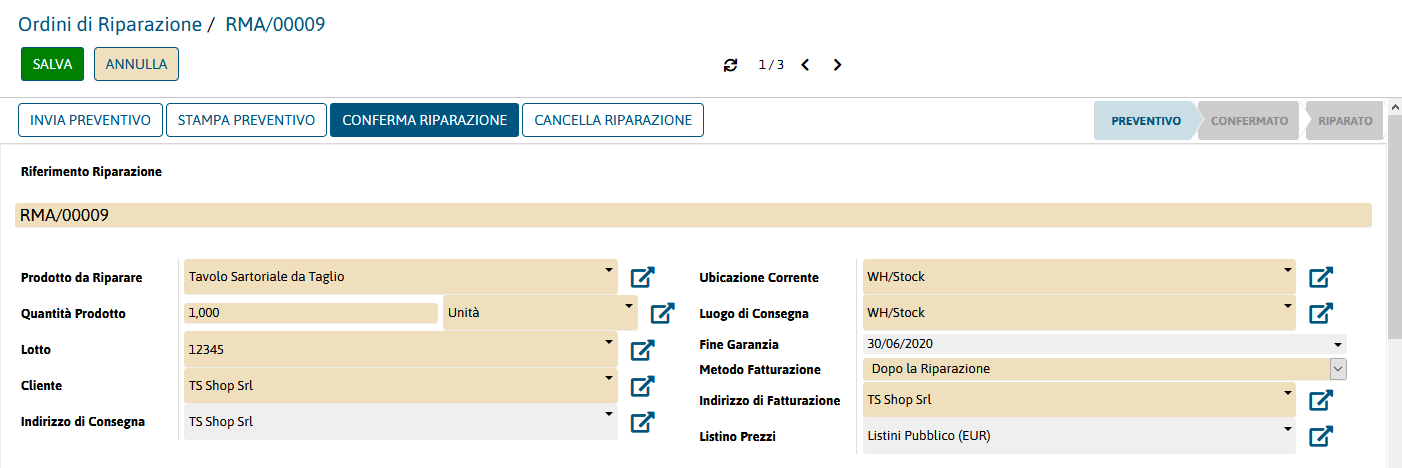 Ordini di Riparazione / RMA/00009
SALVA ANNULLA 1 / 3
INVIA PREVENTIVO STAMPA PREVENTIVO CONFERMA RIPARAZIONE CANCELLA RIPARAZIONE PREVENTIVO CONFERMATO RIPARATO
Riferimento Riparazione
RMA/00009
Prodotto da Riparare Tavolo Sartoriale da Taglio
Quantità Prodotto 1,000 Unità
Lotto 12345
Cliente TS Shop Srl
Indirizzo di Consegna TS Shop Srl
Ubicazione Corrente WH/Stock
Luogo di Consegna WH/Stock
Fine Garanzia 30/06/2020
Metodo Fatturazione Dopo la Riparazione
Indirizzo di Fatturazione TS Shop Srl
Listino Prezzi Listini Pubblico (EUR)